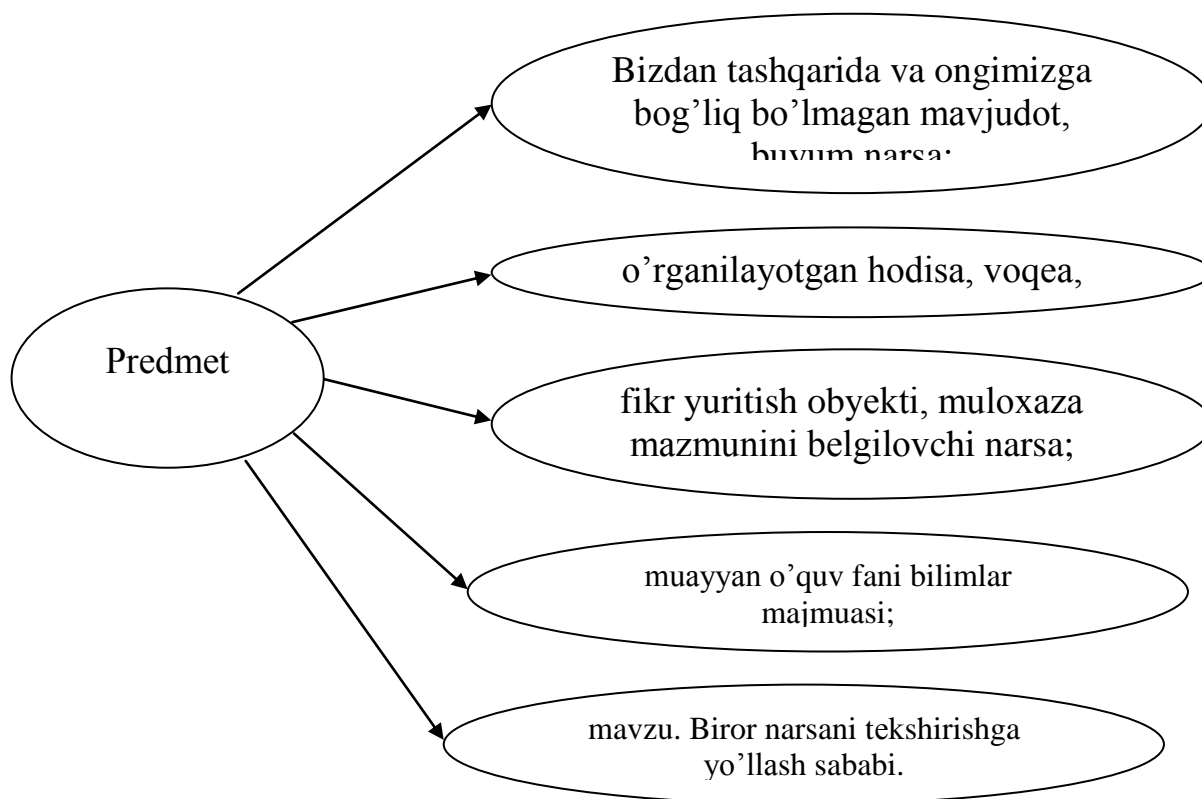 Bizdan tashqarida va ongimizga
bog’liq bo’lmagan mavjudot,
buyum narsa;
o’rganilayotgan hodisa, voqea,
Predmet
fikr yuritish obyekti, muloxaza
mazmunini belgilovchi narsa;
muayyan o’quv fani bilimlar
majmuasi;
mavzu. Biror narsani tekshirishga
yo’llash sababi.